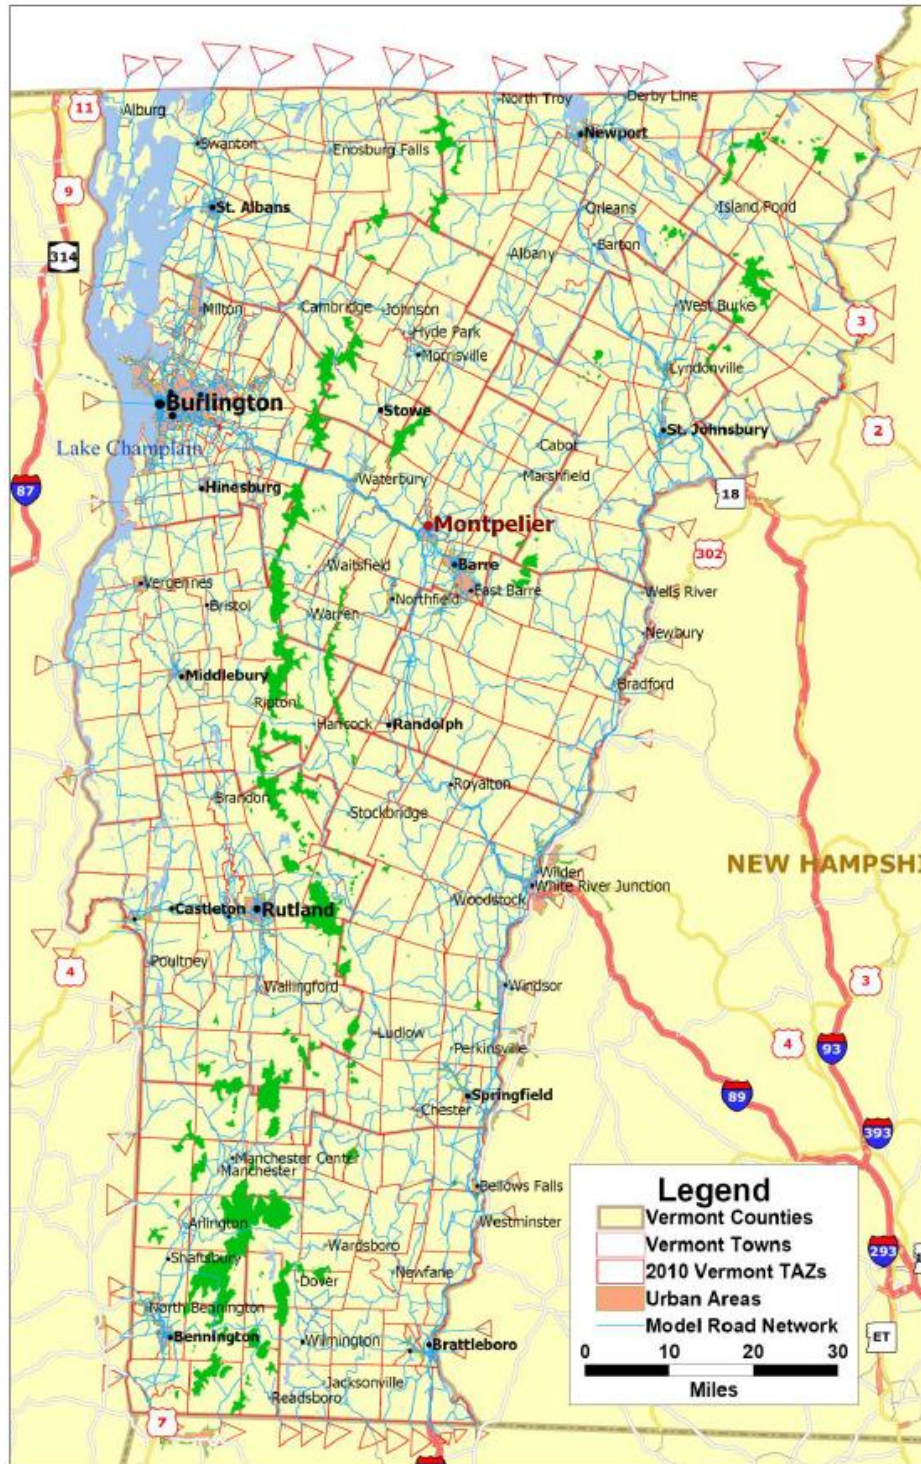 11
Alburg
North Troy
Derby Line
Newport
Swanton
Enosburg Falls
9
St. Albans
Orleans
Island Pond
314
Albany
Barton
Milton
Cambridge
Johnson
West Burke
Hyde Park
3
Morrisville
Lyndonville
Burlington
Stowe
St. Johnsbury
2
Lake Champlain
Cabot
87
Hinesburg
Waterbury
Marshfield
18
Montpelier
302
Waitsfield
Barre
Vergennes
East Barre
Wells River
Bristol
Warren
Northfield
Newbury
Middlebury
Bradford
Ripton
Hancock
Randolph
Brandon
Royalton
Stockbridge
NEW HAMPSHI
Wilder
White River Junction
Castleton
Rutland
Woodstock
4
Poultney
Wallingford
Windsor
3
Ludlow
Perkinsville
4
93
Springfield
89
Chester
393
Manchester Center
Manchester
Bellows Falls
Arlington
Westminster
Shaftsbury
Wardsboro
Newfane
Dover
293
North Bennington
Bennington
Wilmington
Brattleboro
ET
Jacksonville
Readsboro
7
Legend
Vermont Counties
Vermont Towns
2010 Vermont TAZs
Urban Areas
Model Road Network
0 10 20 30
Miles